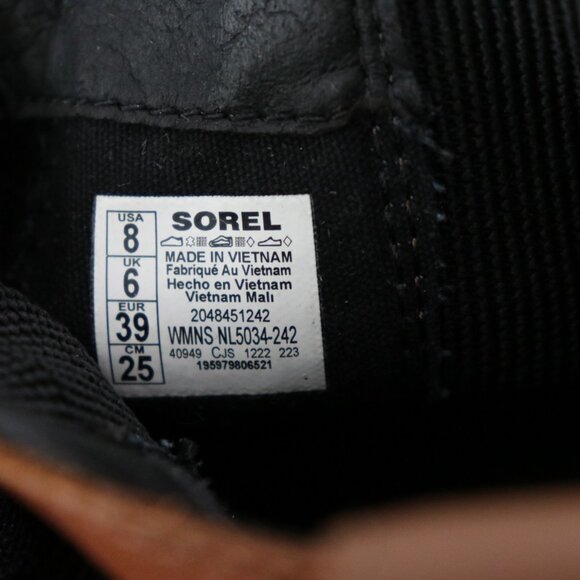 USA
8
UK
6
EUR
39
CM
25
SOREL
MADE IN VIETNAM
Fabriqué Au Vietnam
Hecho en Vietnam
Vietnam Malı
2048451242
WMNS NL5034-242
40949 CJS 1222 223
195979806521